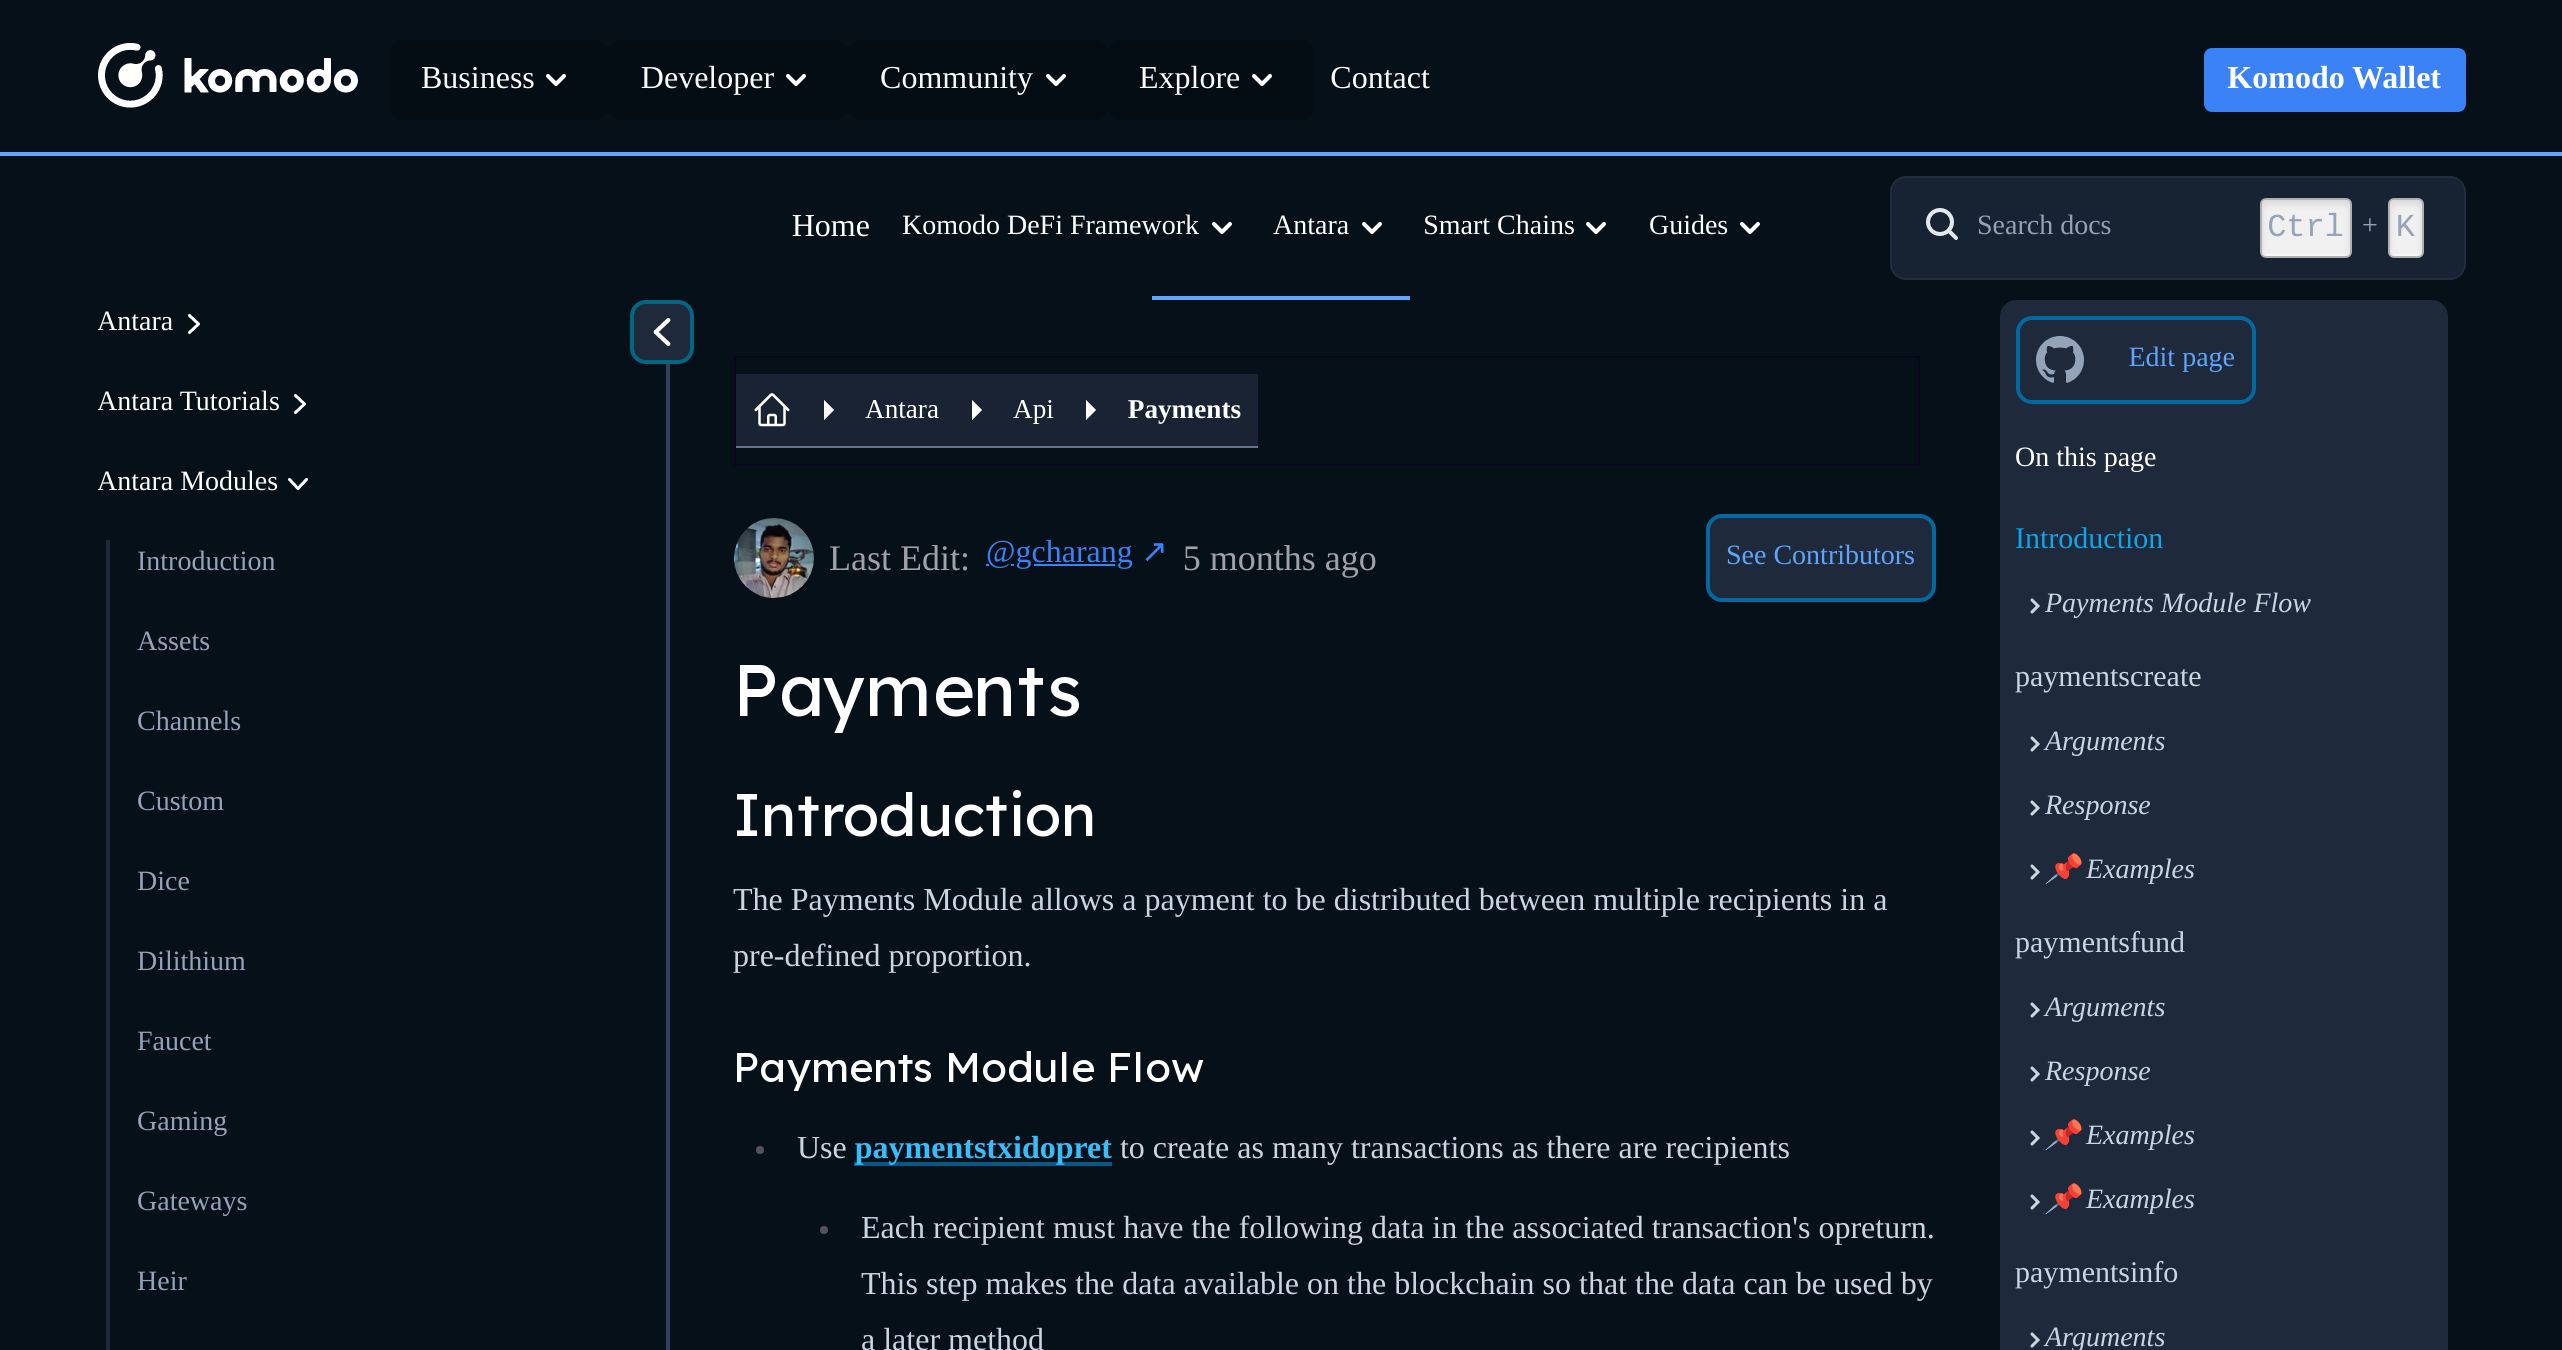 komodo
Business
Developer
Community
Explore
Contact
Komodo Wallet
Home
Komodo DeFi Framework
Antara
Smart Chains
Guides
Search docs
Ctrl + K
Antara
Antara Tutorials
Antara Modules
Introduction
Assets
Channels
Custom
Dice
Dilithium
Faucet
Gaming
Gateways
Heir
Antara
Api
Payments
Last Edit: @gcharang ↗ 5 months ago
See Contributors
Payments
Introduction
The Payments Module allows a payment to be distributed between multiple recipients in a
pre-defined proportion.
Payments Module Flow
Use paymentstxidopret to create as many transactions as there are recipients
Each recipient must have the following data in the associated transaction's opreturn.
This step makes the data available on the blockchain so that the data can be used by
a later method
Edit page
On this page
Introduction
Payments Module Flow
paymentscreate
Arguments
Response
📌 Examples
paymentsfund
Arguments
Response
📌 Examples
📌 Examples
paymentsinfo
Arguments